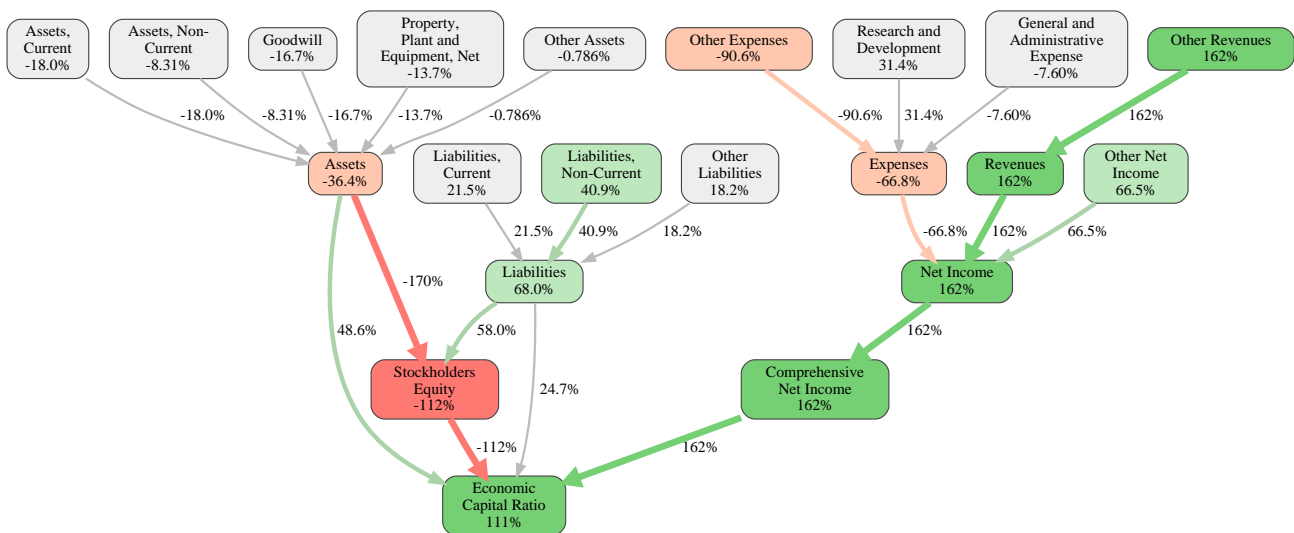 Assets,
Current
-18.0%
Assets, Non-
Current
-8.31%
Goodwill
-16.7%
Property,
Plant and
Equipment, Net
-13.7%
Other Assets
-0.786%
Other Expenses
-90.6%
Research and
Development
31.4%
General and
Administrative
Expense
-7.60%
Other Revenues
162%
-18.0%
-8.31%
-16.7%
-13.7%
-0.786%
-90.6%
31.4%
-7.60%
162%
Assets
-36.4%
Liabilities,
Current
21.5%
Liabilities,
Non-Current
40.9%
Other
Liabilities
18.2%
Expenses
-66.8%
Revenues
162%
Other Net
Income
66.5%
21.5%
40.9%
18.2%
-66.8%
162%
66.5%
-170%
Liabilities
68.0%
Net Income
162%
48.6%
58.0%
162%
Stockholders
Equity
-112%
24.7%
Comprehensive
Net Income
162%
-112%
162%
Economic
Capital Ratio
111%